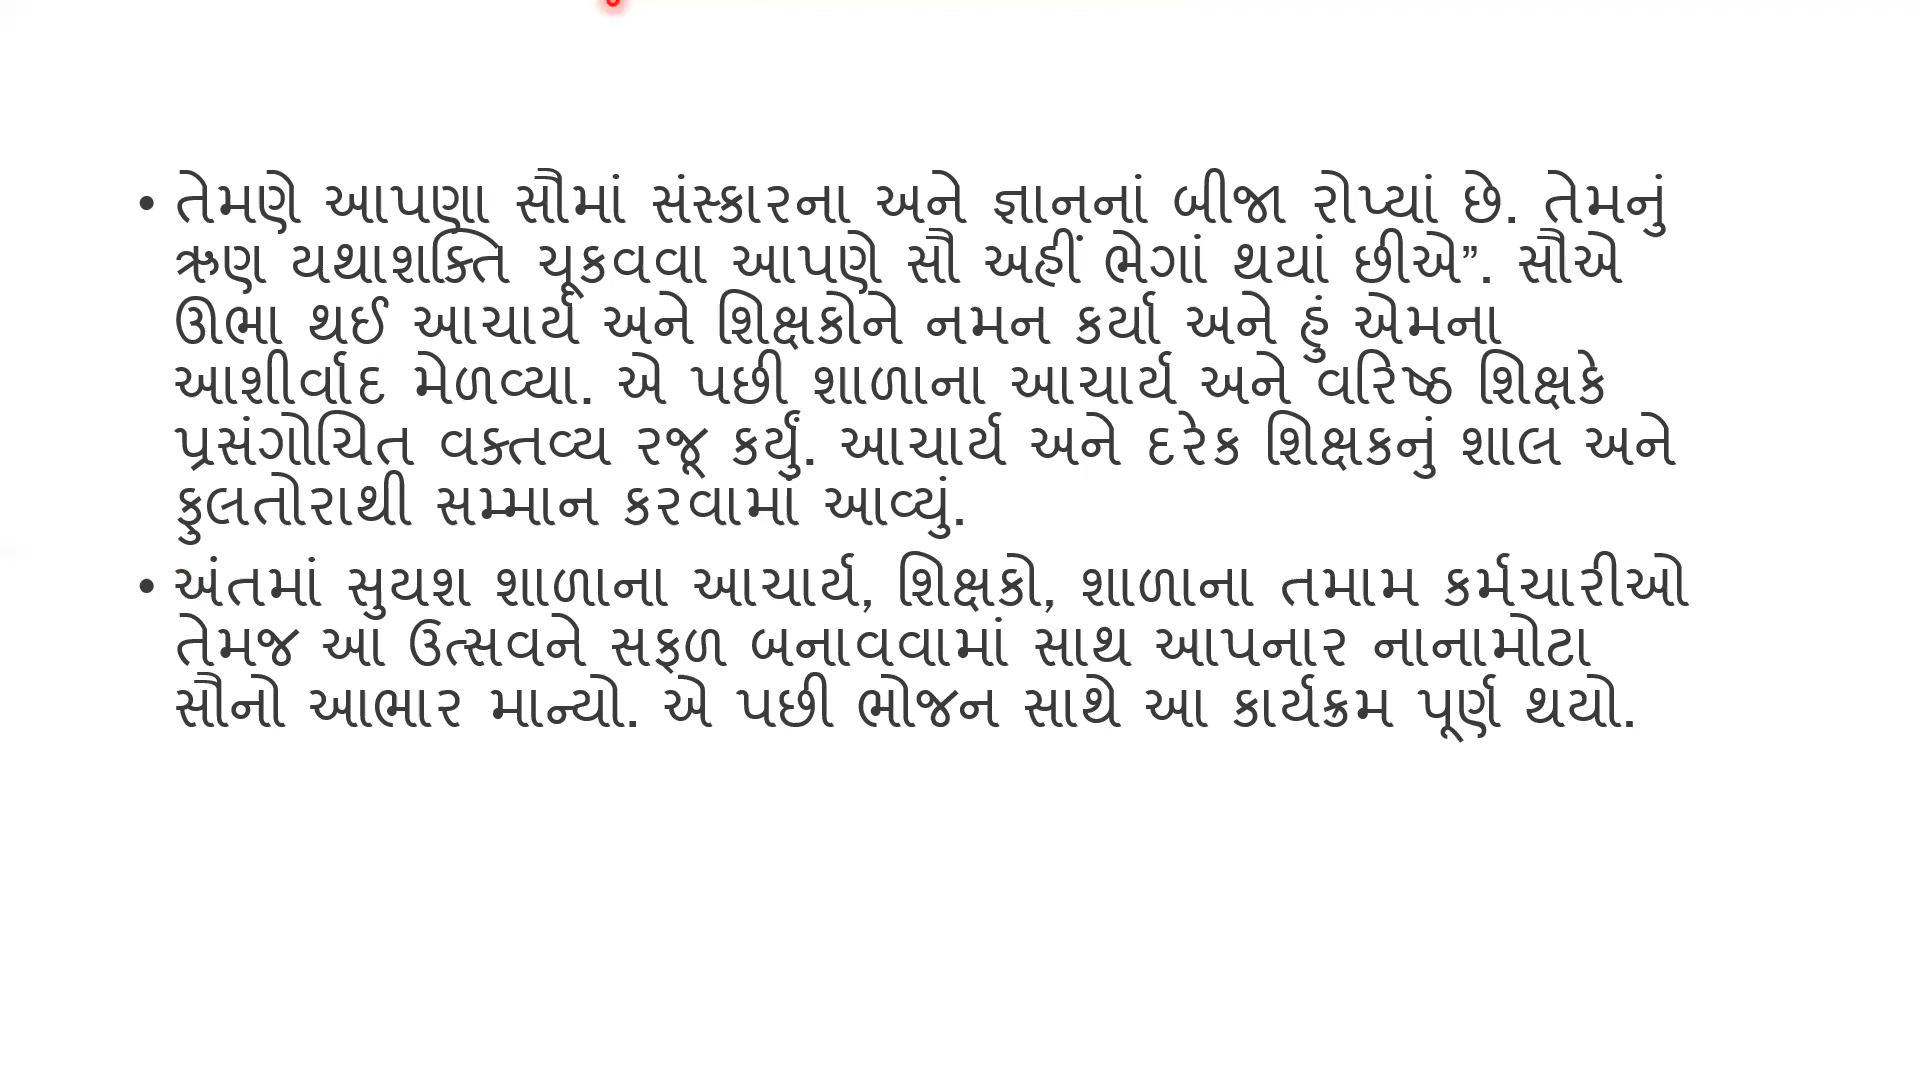 • તેમણે આપણા સૌમાં સંસ્કારના અને જ્ઞાનનાં બીજા રોપ્યાં છે. તેમનું
ઋણ યથાશક્તિ ચૂકવવા આપણે સૌ અહીં ભેગાં થયાં છીએ”. સૌએ
ઊભા થઈ આચાર્ય અને શિક્ષકોને નમન કર્યા અને હું એમના
આશીર્વાદ મેળવ્યા. એ પછી શાળાના આચાર્ય અને વરિષ્ઠ શિક્ષકે
પ્રસંગોચિત વક્તવ્ય રજૂ કર્યું. આચાર્ય અને દરેક શિક્ષકનું શાલ અને
ફુલતોરાથી સમ્માન કરવામાં આવ્યું.
• અંતમાં સુયશ શાળાના આચાર્ય, શિક્ષકો, શાળાના તમામ કર્મચારીઓ
તેમજ આ ઉત્સવને સફળ બનાવવામાં સાથ આપનાર નાનામોટા
સૌનો આભાર માન્યો. એ પછી ભોજન સાથે આ કાર્યક્રમ પૂર્ણ થયો.